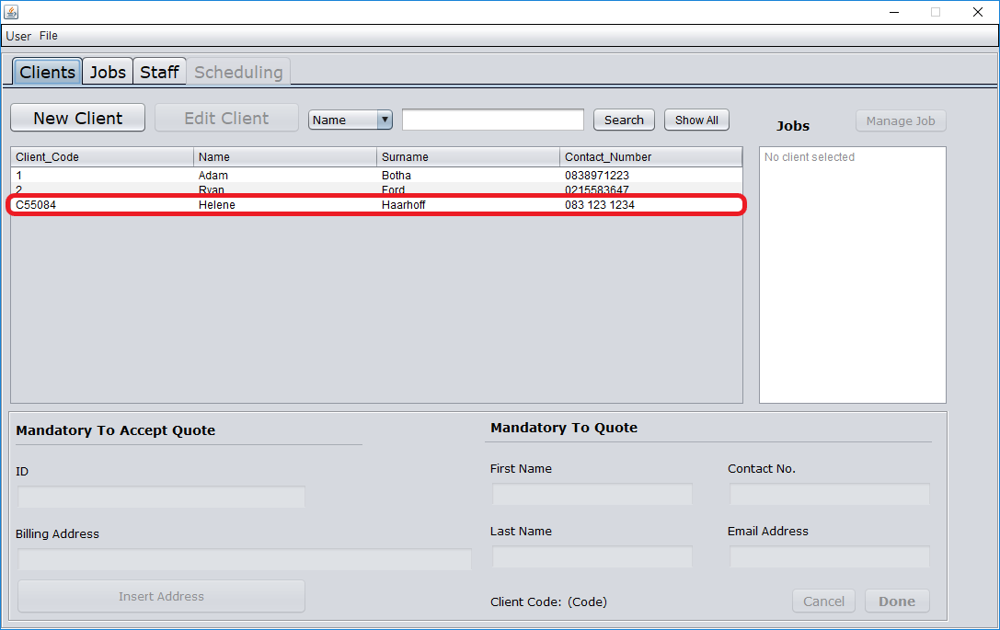 User File
Clients Jobs Staff Scheduling
New Client Edit Client Name Search Show All Jobs Manage Job
Client_Code Name Surname Contact_Number No client selected
1 Adam Botha 0838971223
2 Ryan Ford 0215583647
C55084 Helene Haarhoff 083 123 1234
Mandatory To Accept Quote Mandatory To Quote
ID First Name Contact No.
Billing Address Last Name Email Address
Insert Address Client Code: (Code) Cancel Done